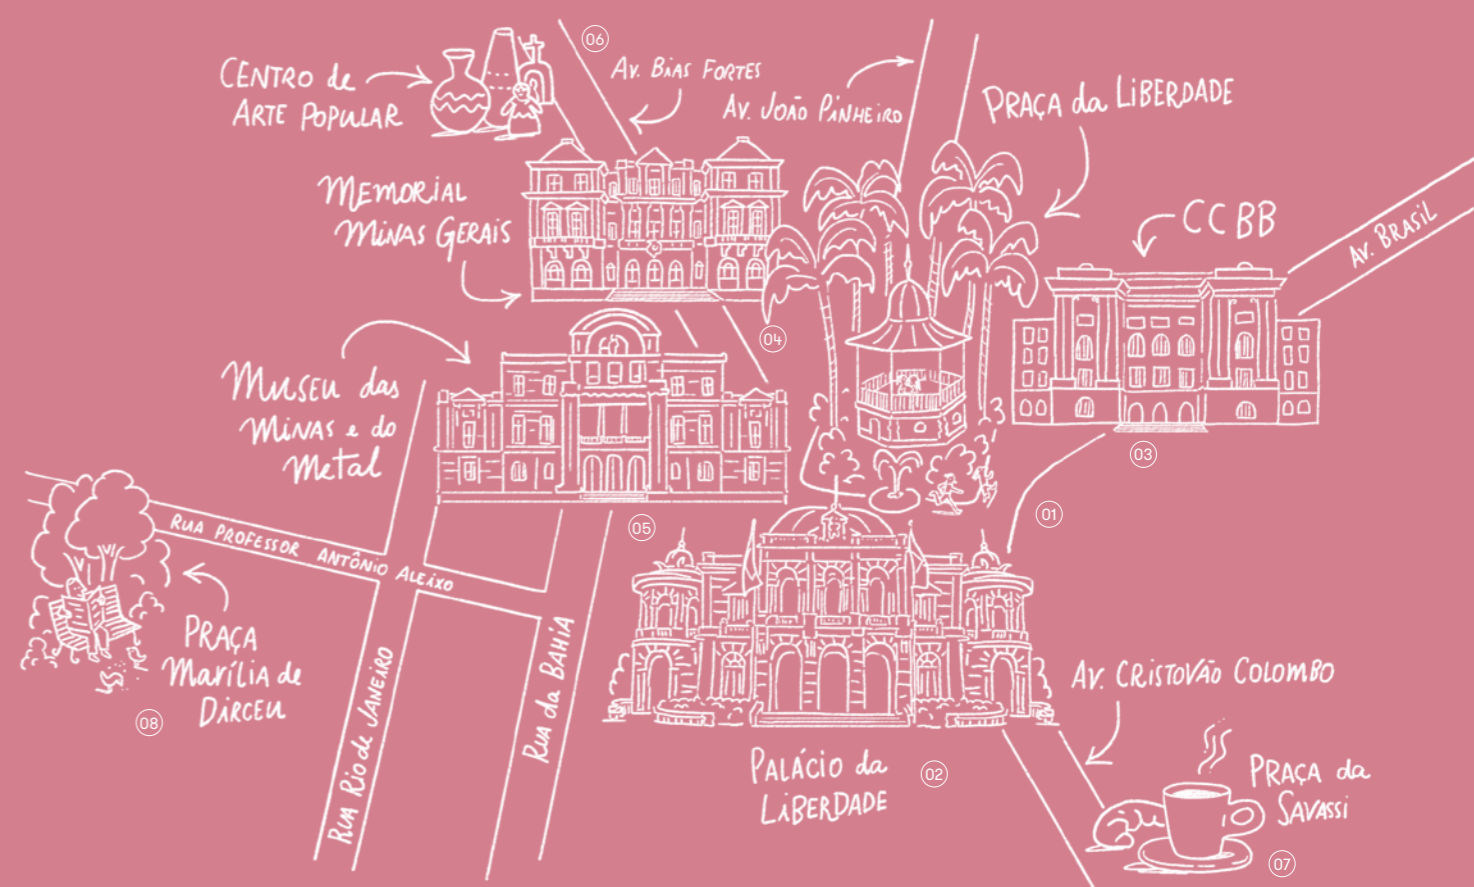 06
CENTRO de
ARTE POPULAR
AV. BIAS FORTES
AV. JOÃO PINHEIRO
PRAÇA da LIBERDADE
MEMORIAL
MINAS GERAIS
CCBB
AV. BRASIL
04
MUSEU das
MINAS e do
Metal
03
01
05
RUA PROFESSOR ANTÔNIO ALEIXO
PRAÇA
Marília de
DIRCEU
08
RUA Rio de JANEIRO
RUA da BAHIA
AV. CRISTOVÃO COLOMBO
PALÁCIO da
LIBERDADE
02
PRAÇA da
SAVASSI
07